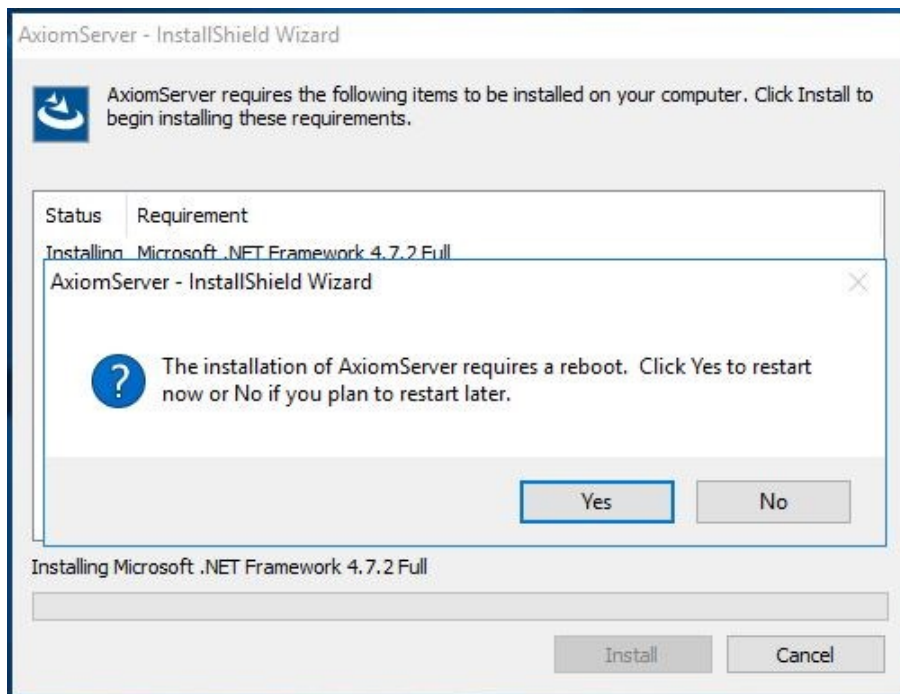 AxiomServer - InstallShield Wizard
AxiomServer requires the following items to be installed on your computer. Click Install to
begin installing these requirements.
Status Requirement
Installing Microsoft .NET Framework 4.7.2 Full
AxiomServer - InstallShield Wizard
The installation of AxiomServer requires a reboot. Click Yes to restart
now or No if you plan to restart later.
Yes No
Installing Microsoft .NET Framework 4.7.2 Full
Install Cancel